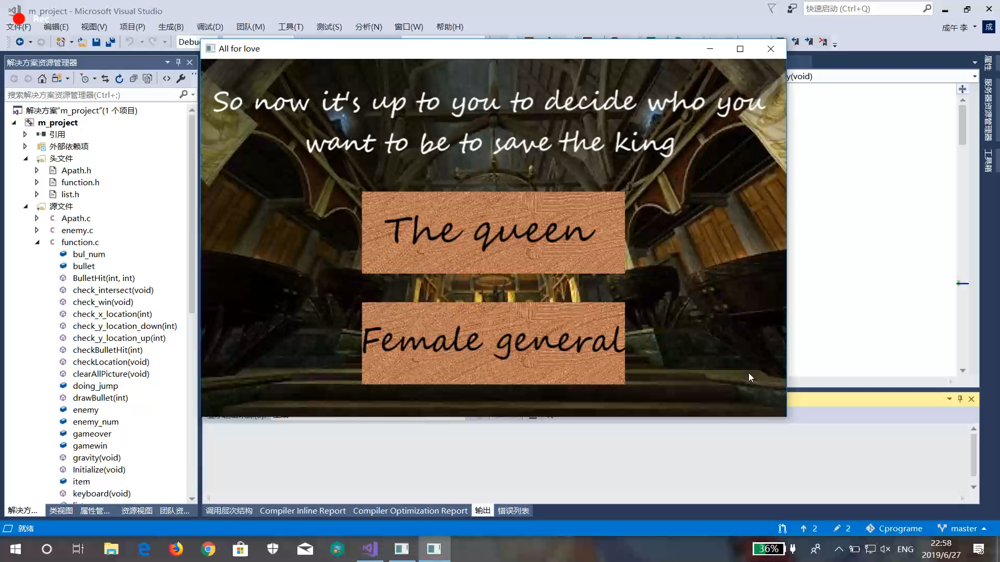 m_project - Microsoft Visual Studio
Rec
快速启动 (Ctrl+Q)
文件(F) 编辑(E) 视图(V) 项目(P) 生成(B) 调试(D) 团队(M) 工具(T) 测试(S) 分析(N) 窗口(W) 帮助(H)
成午 李
成
Debu
解决方案资源管理器
搜索解决方案资源管理器(Ctrl+;)
解决方案"m_project"(1 个项目)
m_project
引用
外部依赖项
头文件
Apath.h
function.h
list.h
源文件
Apath.c
enemy.c
function.c
bul_num
bullet
BulletHit(int, int)
check_intersect(void)
check_win(void)
check_x_location(int)
check_y_location_down(int)
check_y_location_up(int)
checkBulletHit(int)
checkLocation(void)
clearAllPicture(void)
doing_jump
drawBullet(int)
enemy
enemy_num
gameover
gamewin
gravity(void)
Initialize(void)
item
keyboard(void)
解决方... 类视图 属性管... 资源视图 团队资...
All for love
So now it's up to you to decide who you
want to be to save the king
The queen
Female general
y(void)
属性
服务器资源管理器
工具箱
调用层次结构 Compiler Inline Report Compiler Optimization Report 输出 错误列表
就绪
2 2 Cprograme master
36%
ENG
22:58
2019/6/27